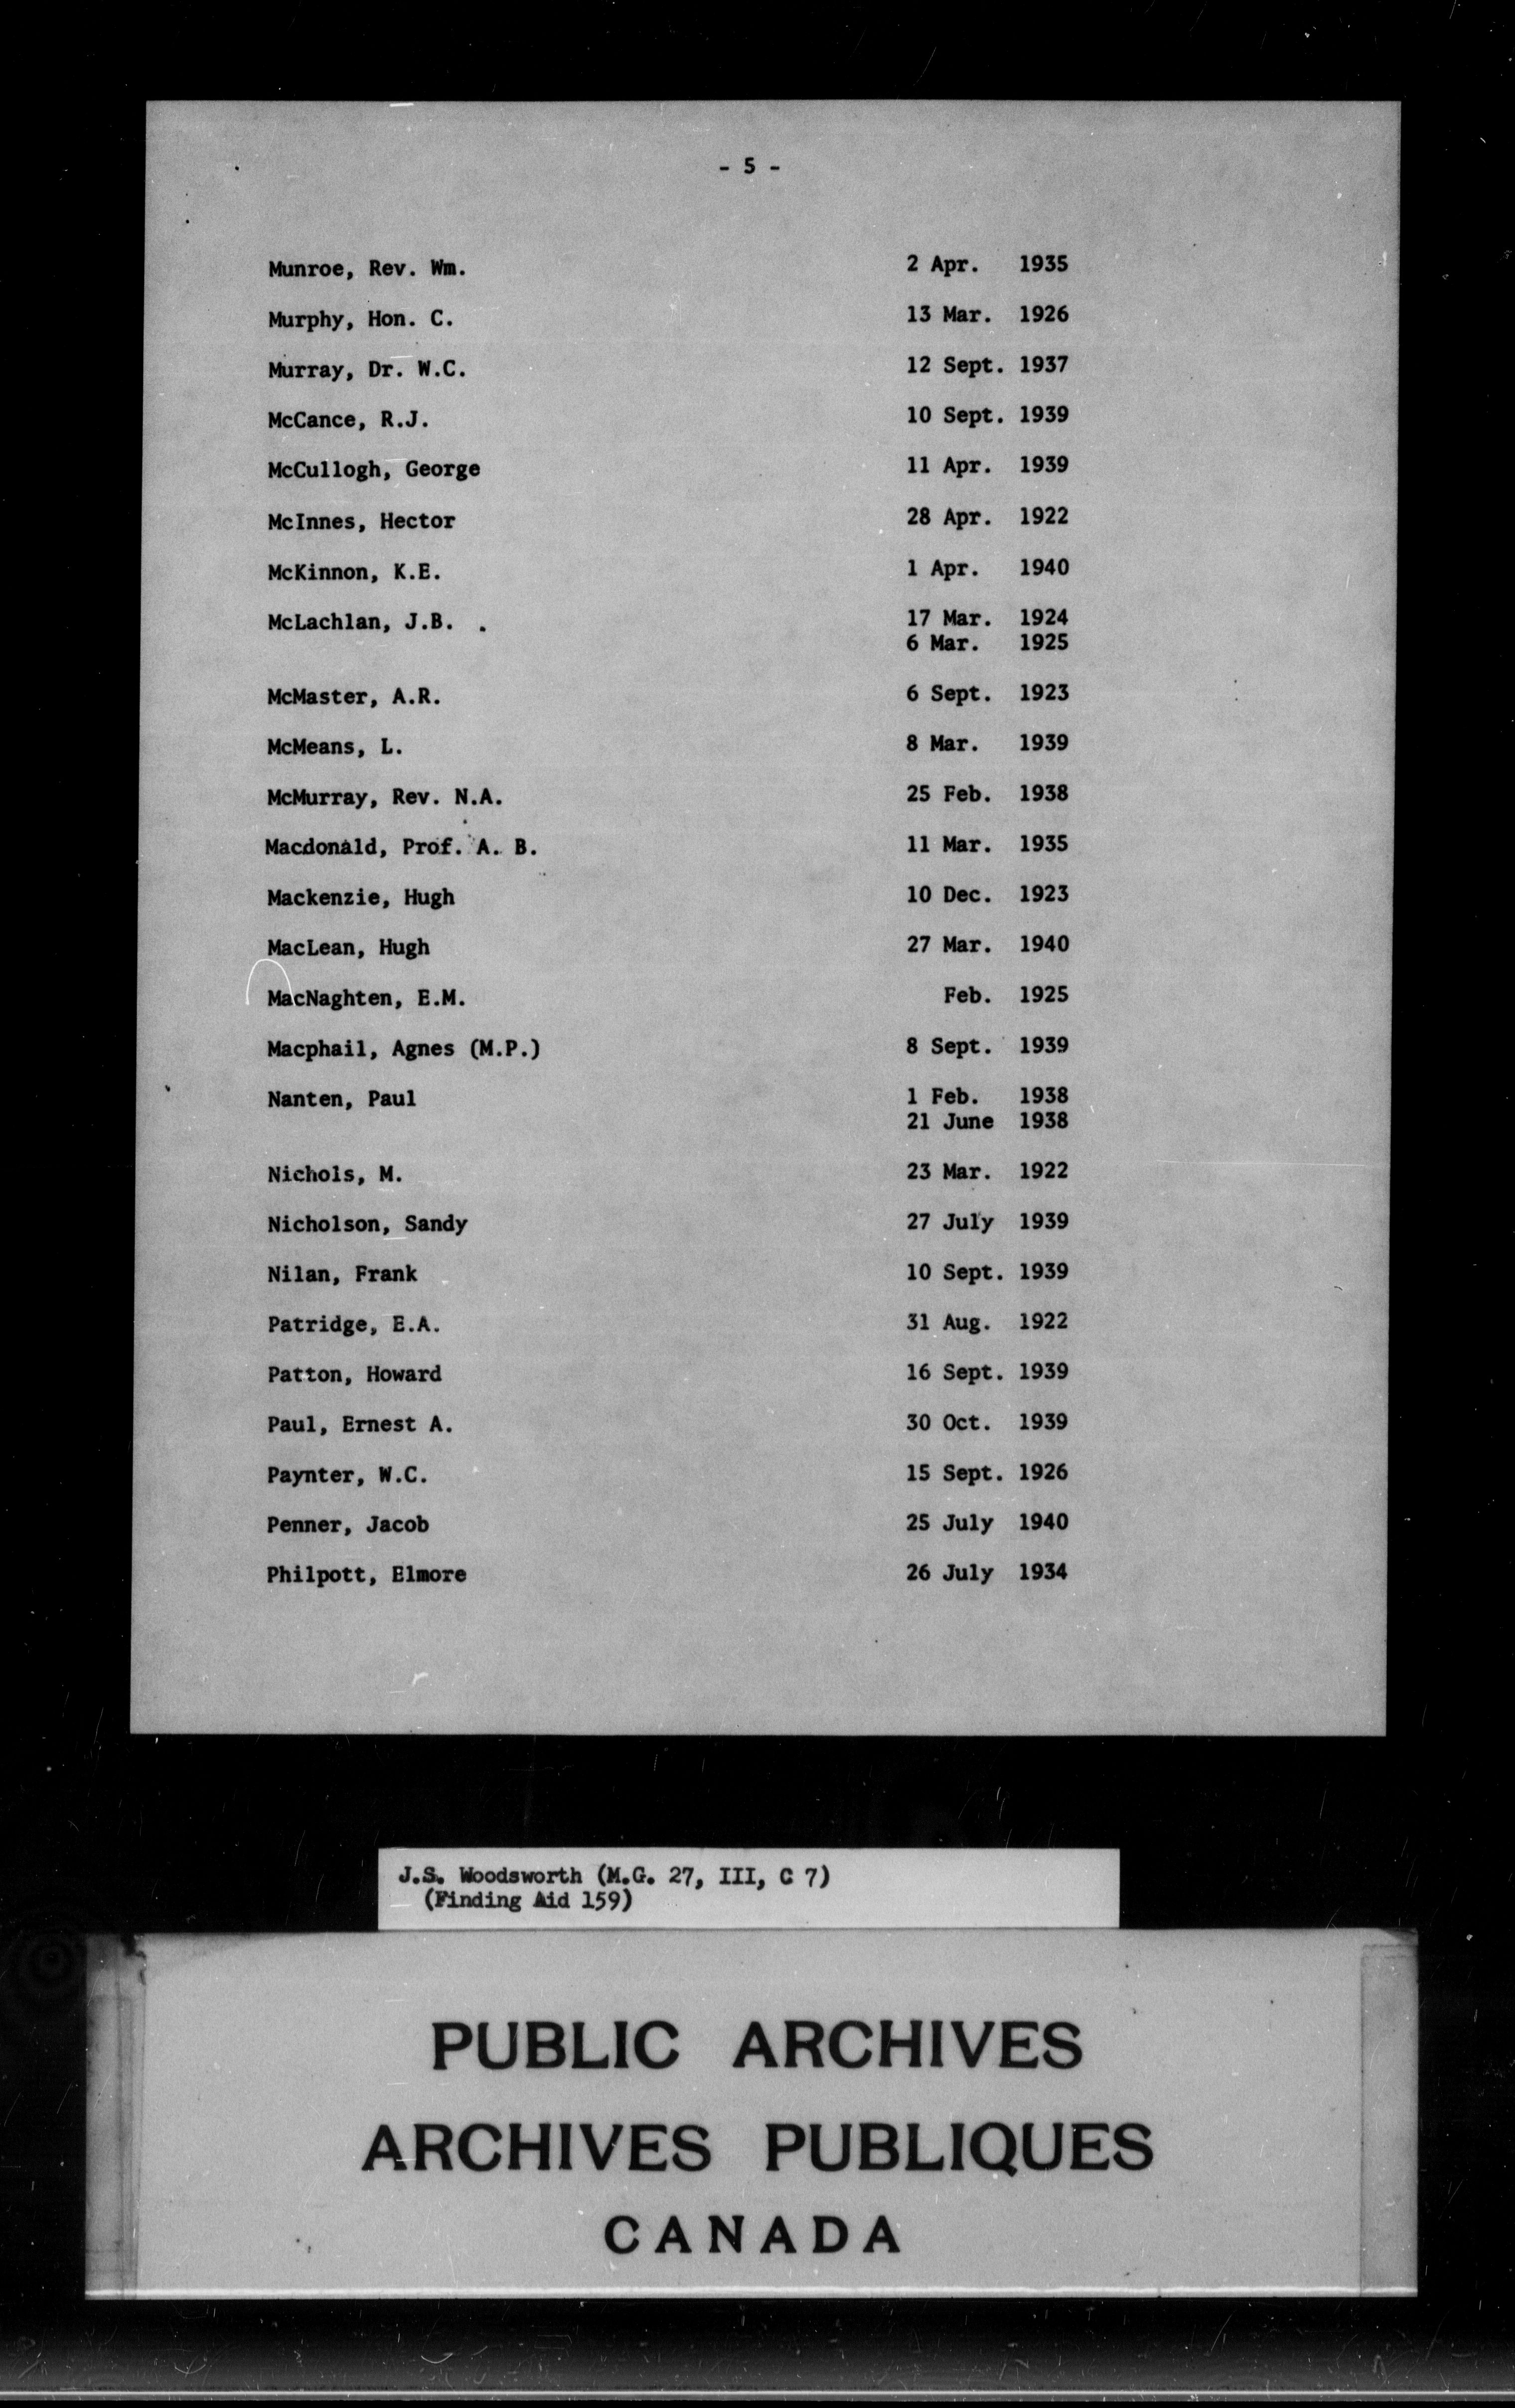 - 5 -
Munroe, Rev. Wm. 2 Apr. 1935
Murphy, Hon. C. 13 Mar. 1926
Murray, Dr. W.C. 12 Sept. 1937
McCance, R.J. 10 Sept. 1939
McCullogh, George 11 Apr. 1939
McInnes, Hector 28 Apr. 1922
McKinnon, K.E. 1 Apr. 1940
McLachlan, J.B. . 17 Mar. 1924
6 Mar. 1925
McMaster, A.R. 6 Sept. 1923
McMeans, L. 8 Mar. 1939
McMurray, Rev. N.A. 25 Feb. 1938
Macdonald, Prof. A. B. 11 Mar. 1935
Mackenzie, Hugh 10 Dec. 1923
MacLean, Hugh 27 Mar. 1940
MacNaghten, E.M. Feb. 1925
Macphail, Agnes (M.P.) 8 Sept. 1939
Nanten, Paul 1 Feb. 1938
21 June 1938
Nichols, M. 23 Mar. 1922
Nicholson, Sandy 27 July 1939
Nilan, Frank 10 Sept. 1939
Patridge, E.A. 31 Aug. 1922
Patton, Howard 16 Sept. 1939
Paul, Ernest A. 30 Oct. 1939
Paynter, W.C. 15 Sept. 1926
Penner, Jacob 25 July 1940
Philpott, Elmore 26 July 1934
J.S. Woodsworth (M.G. 27, III, C 7)
(Finding Aid 159)
PUBLIC ARCHIVES
ARCHIVES PUBLIQUES
CANADA